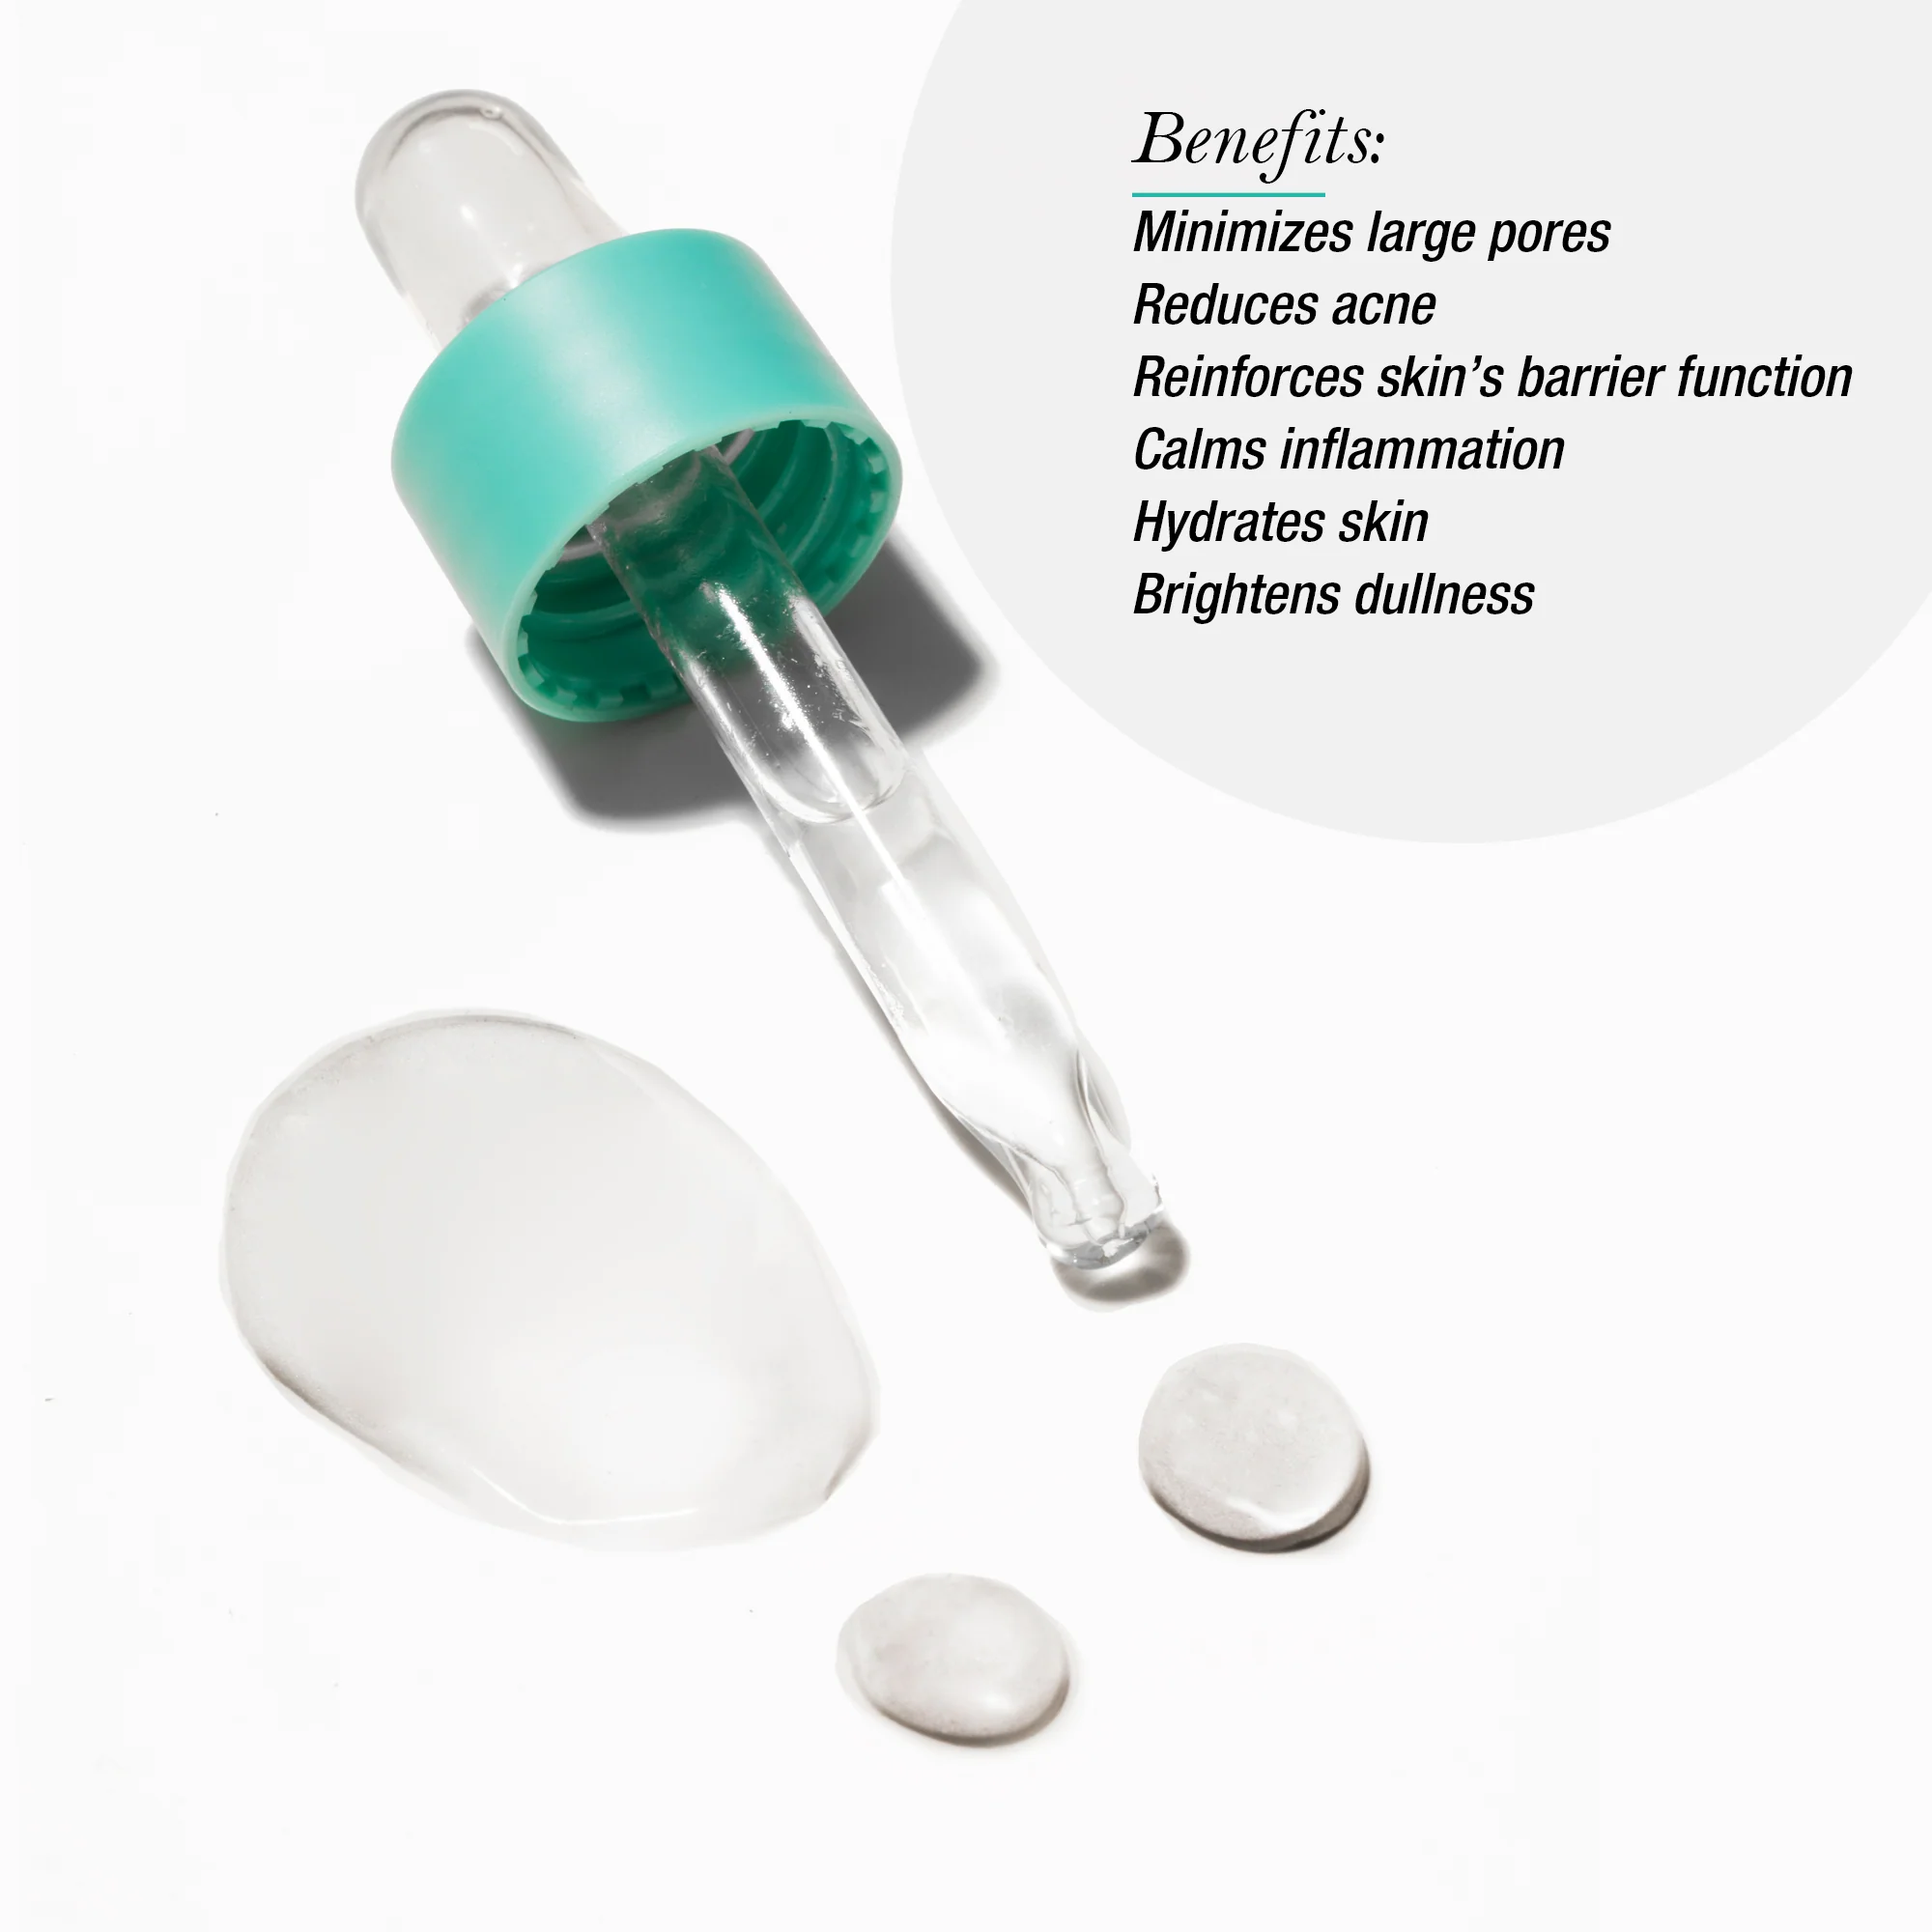 Benefits:
Minimizes large pores
Reduces acne
Reinforces skin’s barrier function
Calms inflammation
Hydrates skin
Brightens dullness